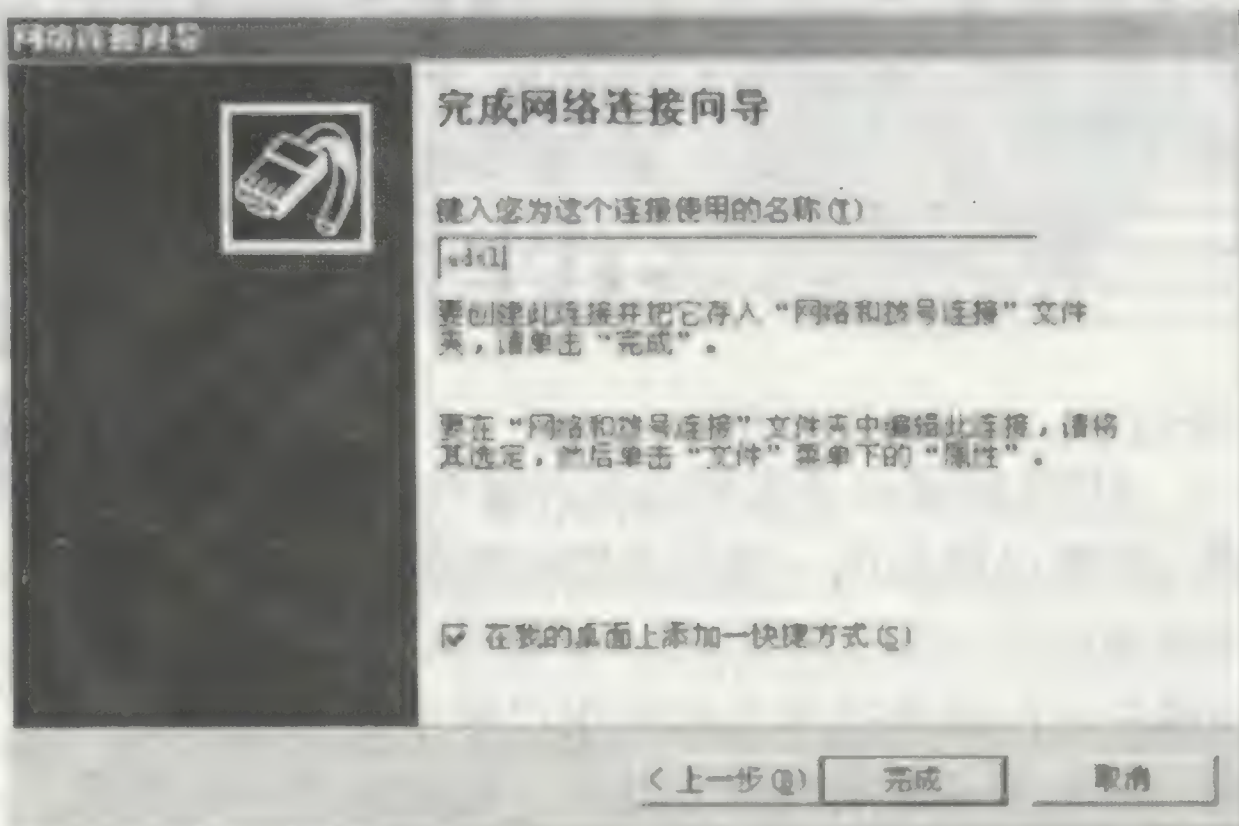 网络连接向导
完成网络连接向导
键入您为这个连接使用的名称(T)
adsl
要创建此连接并把它存入“网络和拨号连接”文件
夹，请单击“完成”。
要在“网络和拨号连接”文件夹中编辑此连接，请将
其选定，然后单击“文件”菜单下的“属性”。
在我的桌面上添加一快捷方式(S)
<上一步(B) 完成 取消